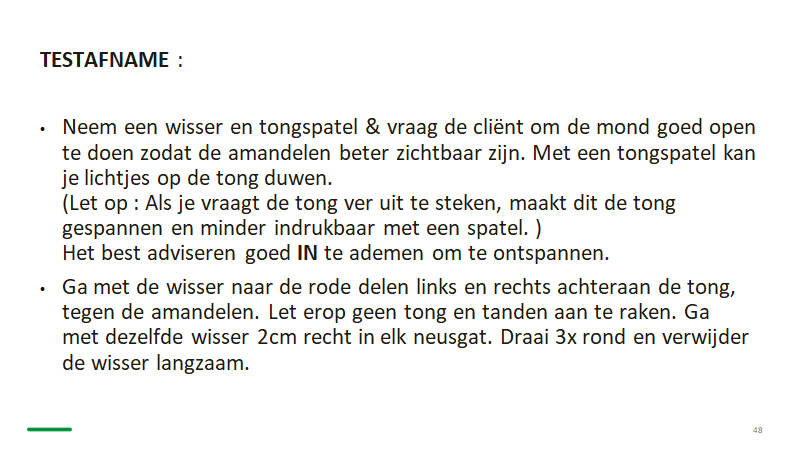 TESTAFNAME :
• Neem een wisser en tongspatel & vraag de cliënt om de mond goed open
te doen zodat de amandelen beter zichtbaar zijn. Met een tongspatel kan
je lichtjes op de tong duwen.
(Let op : Als je vraagt de tong ver uit te steken, maakt dit de tong
gespannen en minder indrukbaar met een spatel. )
Het best adviseren goed IN te ademen om te ontspannen.
• Ga met de wisser naar de rode delen links en rechts achteraan de tong,
tegen de amandelen. Let erop geen tong en tanden aan te raken. Ga
met dezelfde wisser 2cm recht in elk neusgat. Draai 3x rond en verwijder
de wisser langzaam.
48